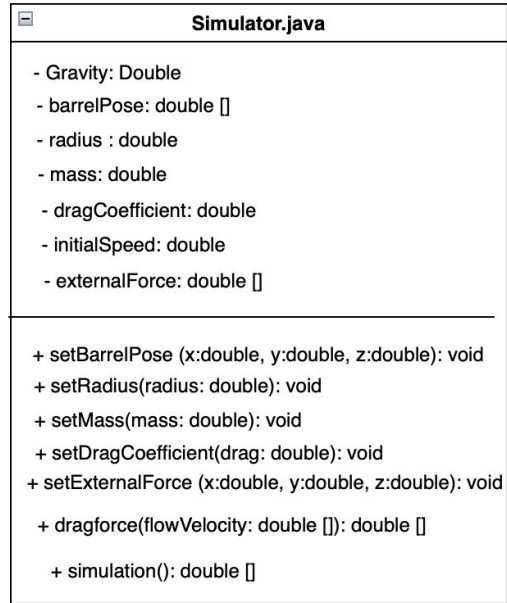 Simulator.java
- Gravity: Double
- barrelPose: double []
- radius : double
- mass: double
- dragCoefficient: double
- initialSpeed: double
- externalForce: double []
+ setBarrelPose (x:double, y:double, z:double): void
+ setRadius(radius: double): void
+ setMass(mass: double): void
+ setDragCoefficient(drag: double): void
+ setExternalForce (x:double, y:double, z:double): void
+ dragforce(flowVelocity: double []): double []
+ simulation(): double []